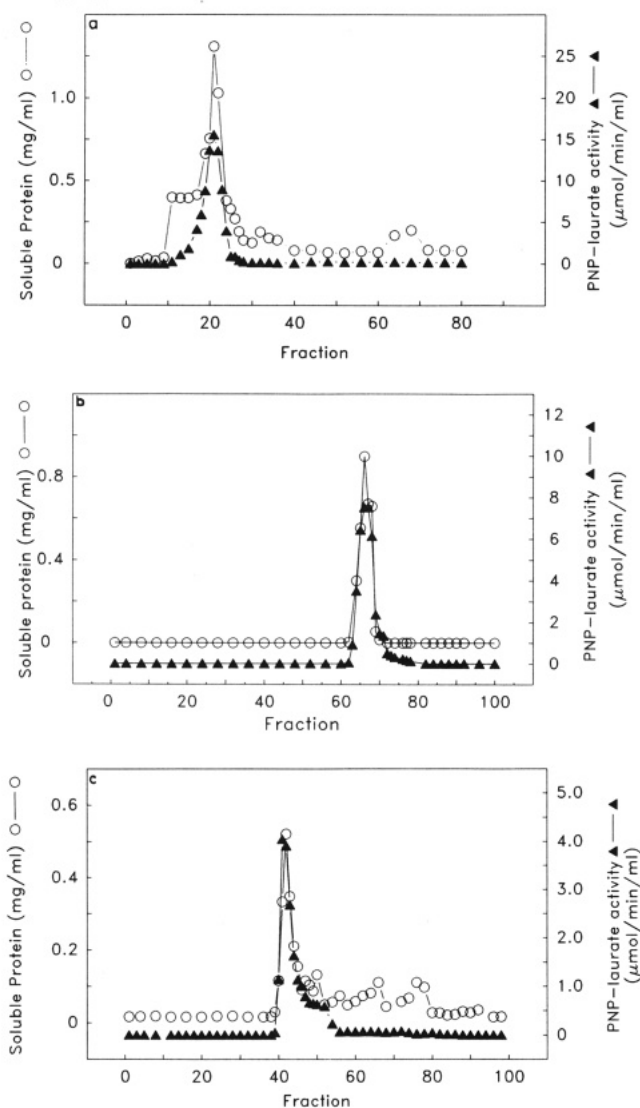 a
Soluble Protein (mg/ml) ○—○
1.0
0.5
0
25
20
15
10
5
0
PNP-laurate activity ▲—▲
(μmol/min/ml)
0 20 40 60 80
Fraction
b
Soluble protein (mg/ml) ○—○
0.8
0.4
0
12
10
8
6
4
2
0
PNP-laurate activity ▲—▲
(μmol/min/ml)
0 20 40 60 80 100
Fraction
c
Soluble Protein (mg/ml) ○—○
0.6
0.4
0.2
0
5.0
4.0
3.0
2.0
1.0
0
PNP-laurate activity ▲—▲
(μmol/min/ml)
0 20 40 60 80 100
Fraction